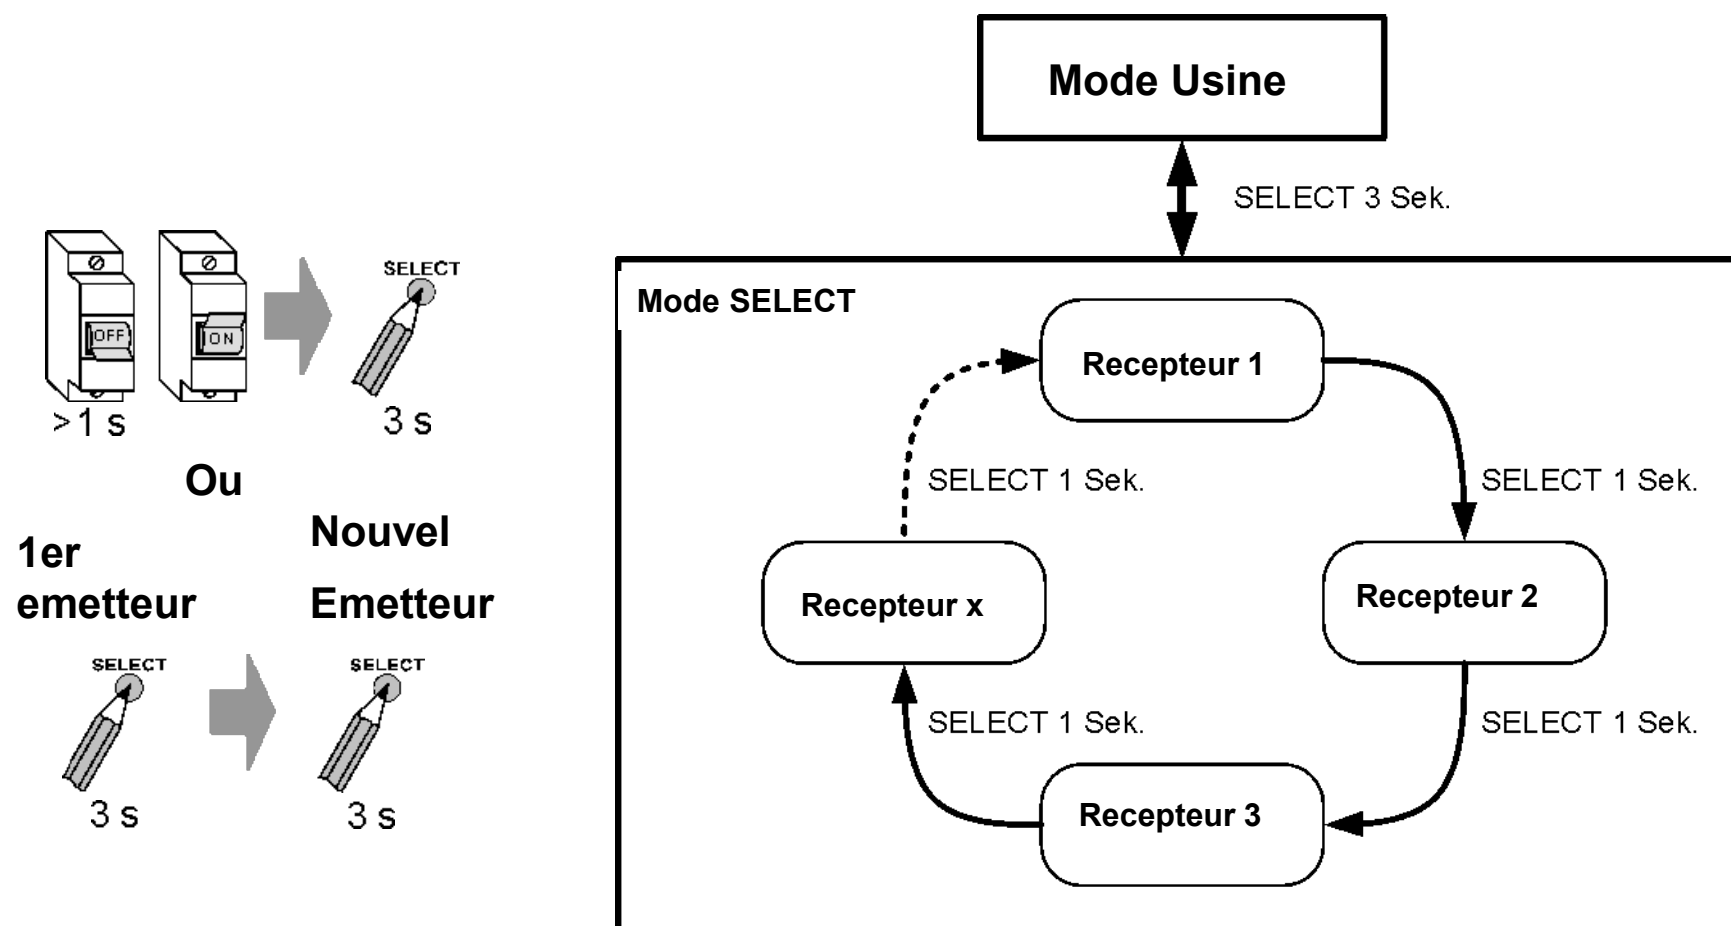 Mode Usine
SELECT 3 Sek.
SELECT
OFF
ON
>1 s
3 s
Ou
1er
emetteur
Nouvel
Emetteur
SELECT
SELECT
3 s
3 s
Mode SELECT
Recepteur 1
SELECT 1 Sek.
SELECT 1 Sek.
Recepteur x
Recepteur 2
SELECT 1 Sek.
SELECT 1 Sek.
Recepteur 3